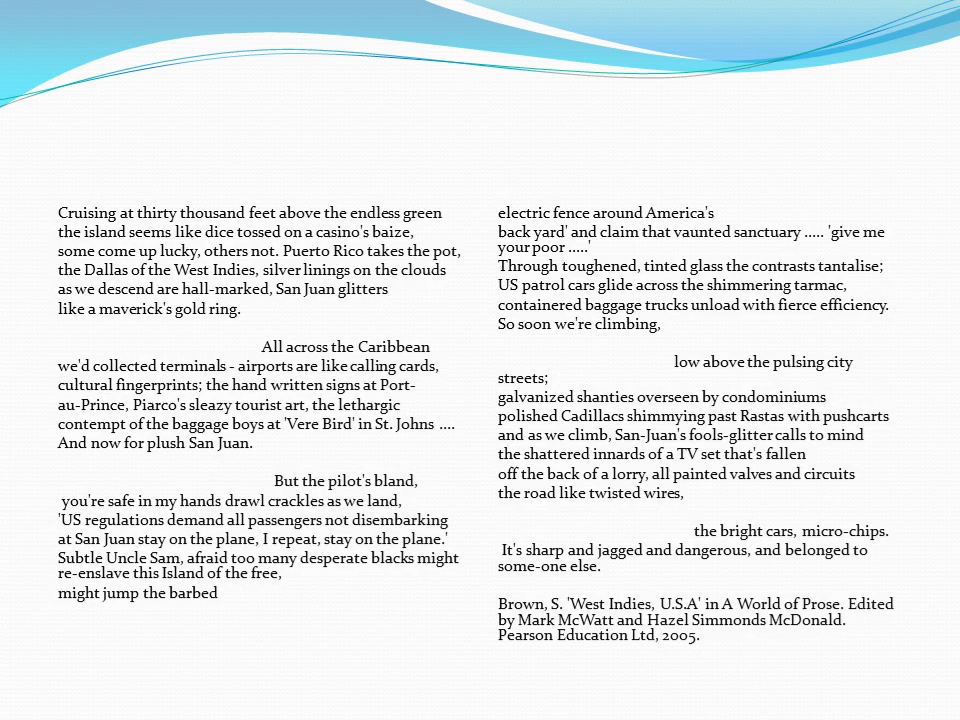 Cruising at thirty thousand feet above the endless green
the island seems like dice tossed on a casino's baize,
some come up lucky, others not. Puerto Rico takes the pot,
the Dallas of the West Indies, silver linings on the clouds
as we descend are hall-marked, San Juan glitters
like a maverick's gold ring.
All across the Caribbean
we'd collected terminals - airports are like calling cards,
cultural fingerprints; the hand written signs at Port-
au-Prince, Piarco's sleazy tourist art, the lethargic
contempt of the baggage boys at 'Vere Bird' in St. Johns ....
And now for plush San Juan.
But the pilot's bland,
you're safe in my hands drawl crackles as we land,
'US regulations demand all passengers not disembarking
at San Juan stay on the plane, I repeat, stay on the plane.'
Subtle Uncle Sam, afraid too many desperate blacks might
re-enslave this Island of the free,
might jump the barbed
electric fence around America's
back yard' and claim that vaunted sanctuary ..... 'give me
your poor .....'
Through toughened, tinted glass the contrasts tantalise;
US patrol cars glide across the shimmering tarmac,
containered baggage trucks unload with fierce efficiency.
So soon we're climbing,
low above the pulsing city
streets;
galvanized shanties overseen by condominiums
polished Cadillacs shimmying past Rastas with pushcarts
and as we climb, San-Juan's fools-glitter calls to mind
the shattered innards of a TV set that's fallen
off the back of a lorry, all painted valves and circuits
the road like twisted wires,
the bright cars, micro-chips.
It's sharp and jagged and dangerous, and belonged to
some-one else.
Brown, S. 'West Indies, U.S.A' in A World of Prose. Edited
by Mark McWatt and Hazel Simmonds McDonald.
Pearson Education Ltd, 2005.